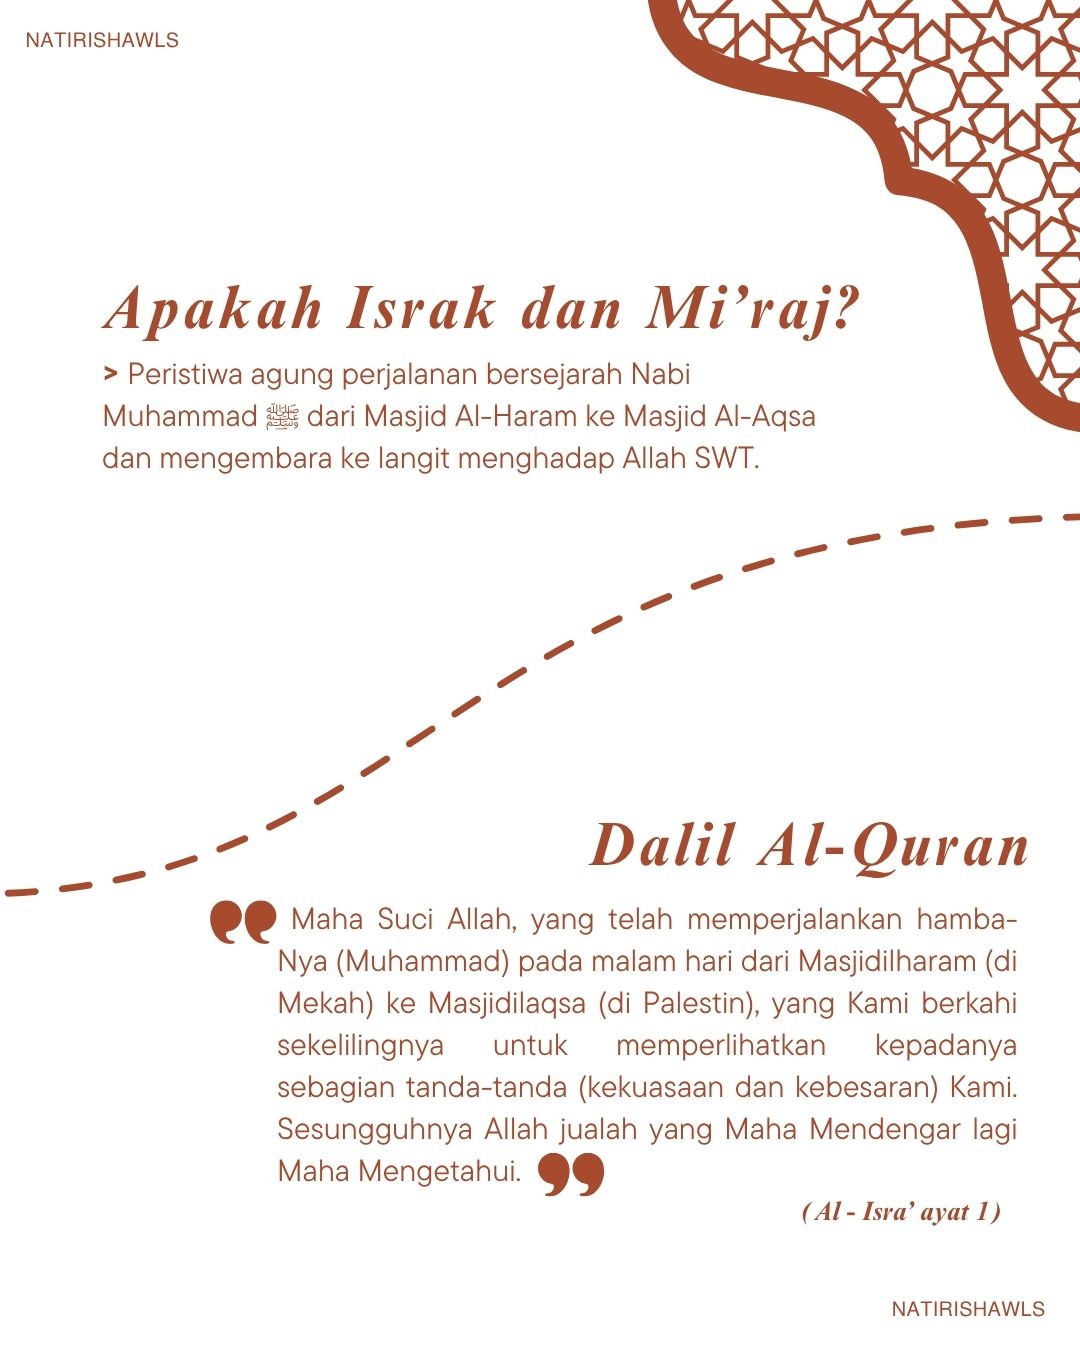 NATIRISHAWLS
Apakah Israk dan Mi’raj?
> Peristiwa agung perjalanan bersejarah Nabi
Muhammad ﷺ dari Masjid Al-Haram ke Masjid Al-Aqsa
dan mengembara ke langit menghadap Allah SWT.
Dalil Al-Quran
❞ Maha Suci Allah, yang telah memperjalankan hamba-
Nya (Muhammad) pada malam hari dari Masjidilharam (di
Mekah) ke Masjidilaqsa (di Palestin), yang Kami berkahi
sekelilingnya untuk memperlihatkan kepadanya
sebagian tanda-tanda (kekuasaan dan kebesaran) Kami.
Sesungguhnya Allah jualah yang Maha Mendengar lagi
Maha Mengetahui. ❞
( Al - Isra’ ayat 1 )
NATIRISHAWLS